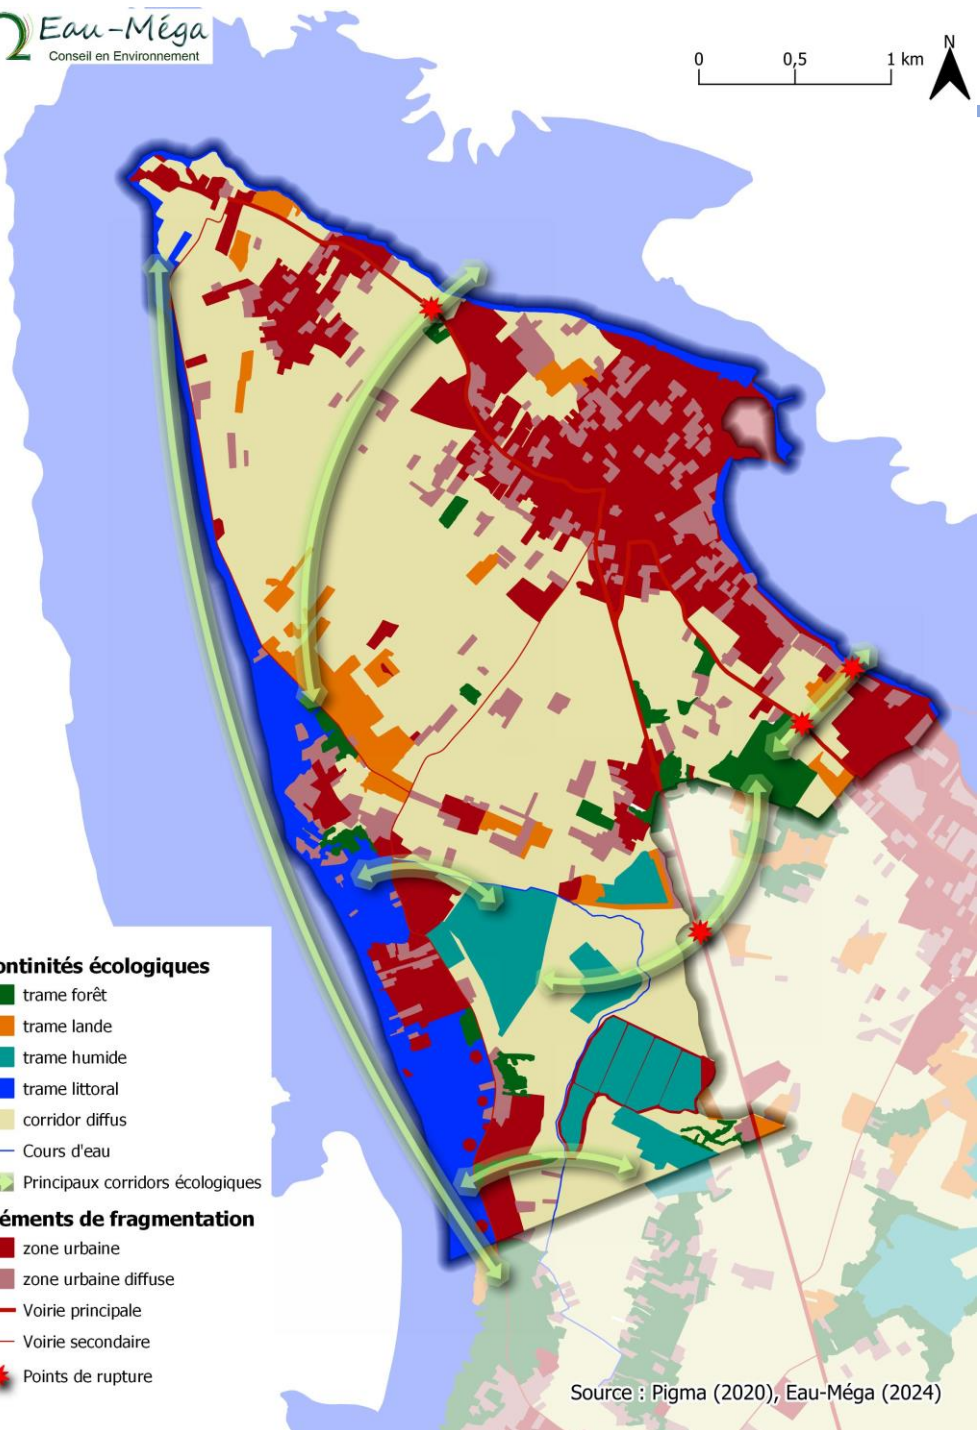 Eau-Méga
Conseil en Environnement
0 0,5 1 km
N
ontinités écologiques
trame forêt
trame lande
trame humide
trame littoral
corridor diffus
Cours d'eau
Principaux corridors écologiques
éments de fragmentation
zone urbaine
zone urbaine diffuse
Voirie principale
Voirie secondaire
Points de rupture
Source : Pigma (2020), Eau-Méga (2024)